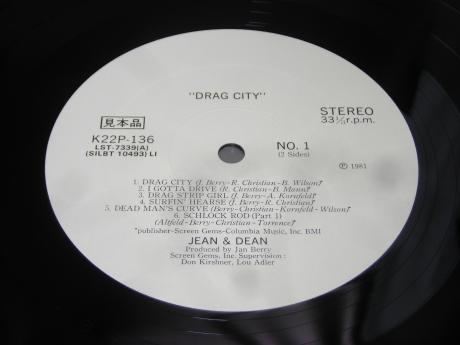 "DRAG CITY"
見本品
STEREO
33⅓r.p.m.
K22P-136
LST-7339(A)
(SILBT 10493) LI
NO. 1
(2 Sides)
℗ 1981
1. DRAG CITY (J. Berry-R. Christian-B. Wilson)*
2. I GOTTA DRIVE (R. Christian-B. Mann)*
3. DRAG STRIP GIRL (J. Berry-A. Kornfeld)*
4. SURFIN' HEARSE (J. Berry-R. Christian)*
5. DEAD MAN'S CURVE (Berry-Christian-Kornfeld-Wilson)*
6. SCHLOCK ROD (Part 1)
(Altfeld-Berry-Christian-Torrence)*
*publisher-Screen Gems-Columbia Music, Inc. BMI
JEAN & DEAN
Produced by Jan Berry
Screen Gems, Inc. Supervision:
Don Kirshner, Lou Adler